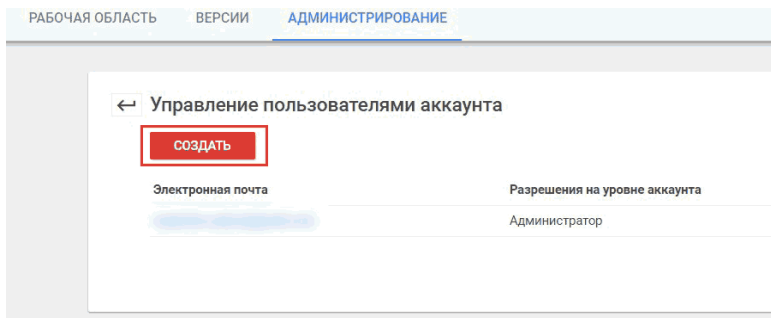 РАБОЧАЯ ОБЛАСТЬ ВЕРСИИ АДМИНИСТРИРОВАНИЕ
Управление пользователями аккаунта
СОЗДАТЬ
Электронная почта Разрешения на уровне аккаунта
Администратор